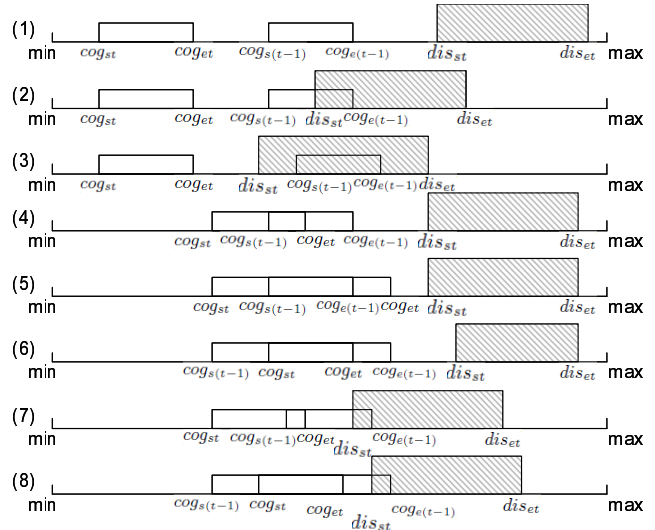 (1)
min cog_st cog_et cog_s(t−1) cog_e(t−1) dis_st dis_et max
(2)
min cog_st cog_et cog_s(t−1) dis_st cog_e(t−1) dis_et max
(3)
min cog_st cog_et dis_st cog_s(t−1) cog_e(t−1) dis_et max
(4)
min cog_st cog_s(t−1) cog_et cog_e(t−1) dis_st dis_et max
(5)
min cog_st cog_s(t−1) cog_e(t−1) cog_et dis_st dis_et max
(6)
min cog_s(t−1) cog_st cog_et cog_e(t−1) dis_st dis_et max
(7)
min cog_st cog_s(t−1) cog_et dis_st cog_e(t−1) dis_et max
(8)
min cog_s(t−1) cog_st cog_et dis_st cog_e(t−1) dis_et max